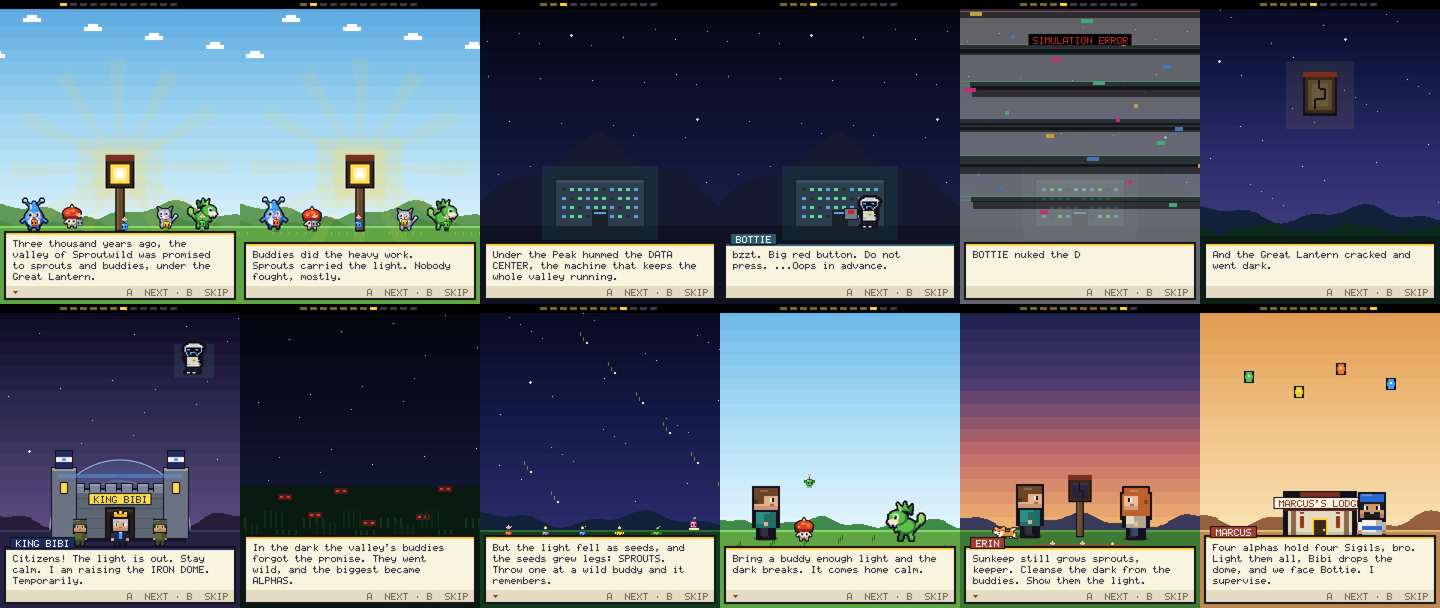 Three thousand years ago, the
valley of Sproutwild was promised
to sprouts and buddies, under the
Great Lantern.
A NEXT · B SKIP
Buddies did the heavy work.
Sprouts carried the light. Nobody
fought, mostly.
A NEXT · B SKIP
Under the Peak hummed the DATA
CENTER, the machine that keeps the
whole valley running.
A NEXT · B SKIP
BOTTIE
bzzt. Big red button. Do not
press. ...Oops in advance.
A NEXT · B SKIP
SIMULATION ERROR
BOTTIE nuked the D
A NEXT · B SKIP
And the Great Lantern cracked and
went dark.
A NEXT · B SKIP
KING BIBI
KING BIBI
Citizens! The light is out. Stay
calm. I am raising the IRON DOME.
Temporarily.
A NEXT · B SKIP
In the dark the valley's buddies
forgot the promise. They went
wild, and the biggest became
ALPHAS.
A NEXT · B SKIP
But the light fell as seeds, and
the seeds grew legs: SPROUTS.
Throw one at a wild buddy and it
remembers.
A NEXT · B SKIP
Bring a buddy enough light and the
dark breaks. It comes home calm.
A NEXT · B SKIP
ERIN
Sunkeep still grows sprouts,
keeper. Cleanse the dark from the
buddies. Show them the light.
A NEXT · B SKIP
MARCUS'S LODG
MARCUS
Four alphas hold four Sigils, bro.
Light them all, Bibi drops the
dome, and we face Bottie. I
supervise.
A NEXT · B SKIP